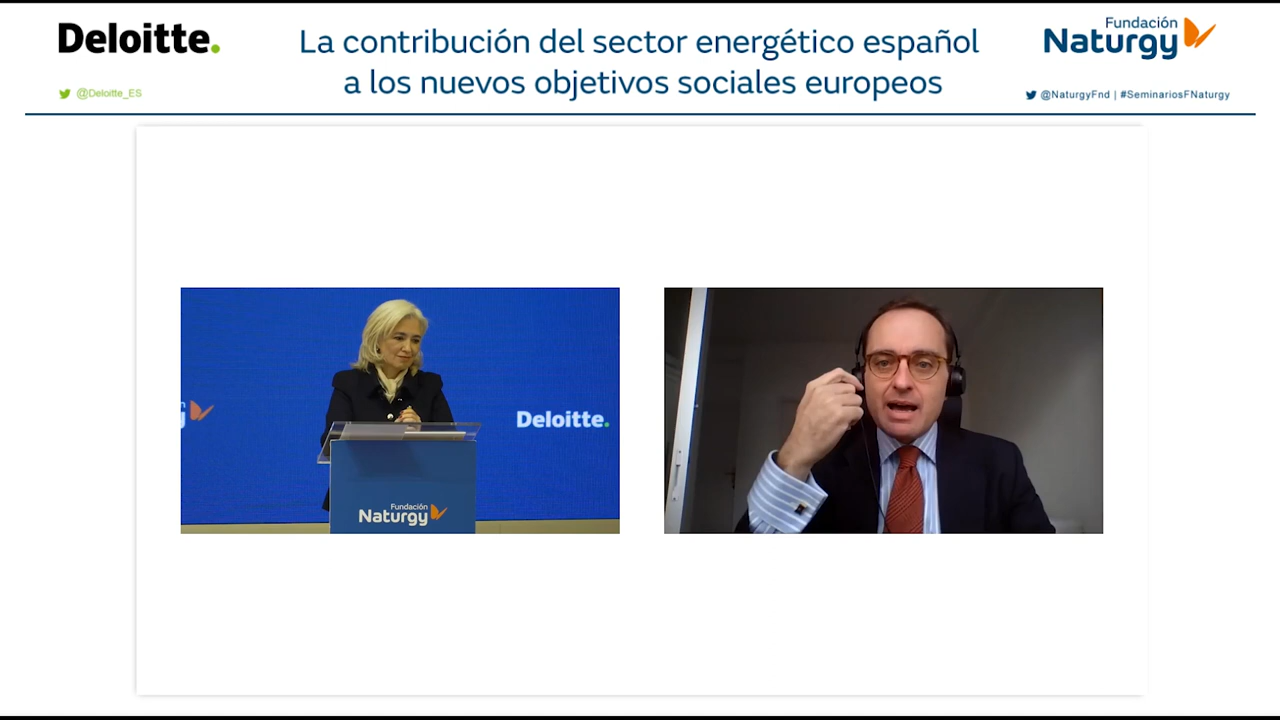 Deloitte.
@Deloitte_ES
La contribución del sector energético español
a los nuevos objetivos sociales europeos
Fundación
Naturgy
@NaturgyFnd | #SeminariosFNaturgy
Deloitte.
Fundación
Naturgy